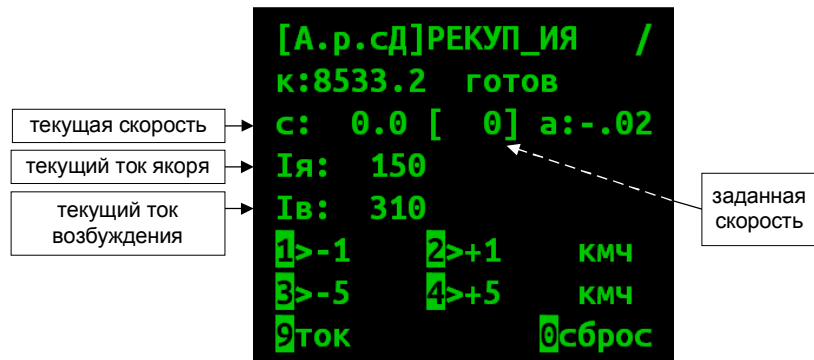 [А.р.сД]РЕКУП_ИЯ /
к:8533.2 готов
с: 0.0 [ 0] а:-.02
Iя: 150
Iв: 310
1>-1 2>+1 кмч
3>-5 4>+5 кмч
9ток 0сброс
текущая скорость
текущий ток якоря
текущий ток
возбуждения
заданная
скорость